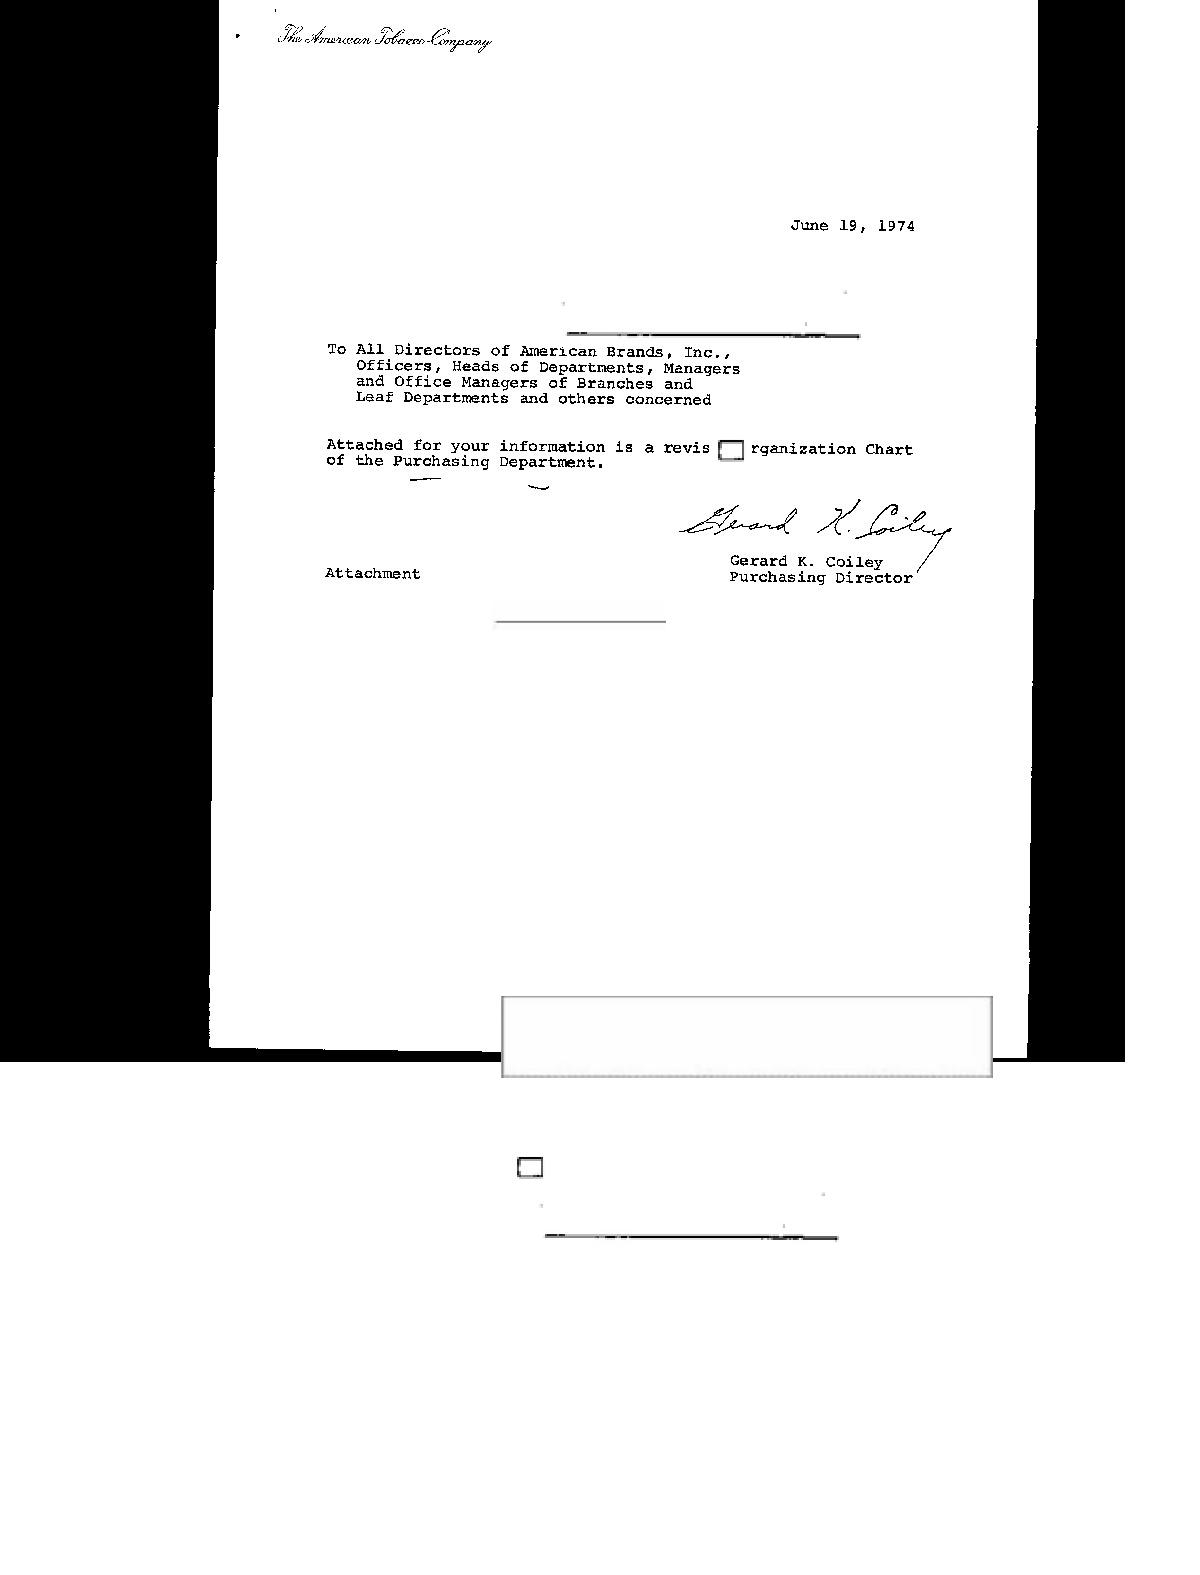 The American Tobacco Company
June 19, 1974
To All Directors of American Brands, Inc.,
Officers, Heads of Departments, Managers
and Office Managers of Branches and
Leaf Departments and others concerned
Attached for your information is a revis rganization Chart
of the Purchasing Department.
Gerard K. Coiley
Gerard K. Coiley
Attachment
Purchasing Director